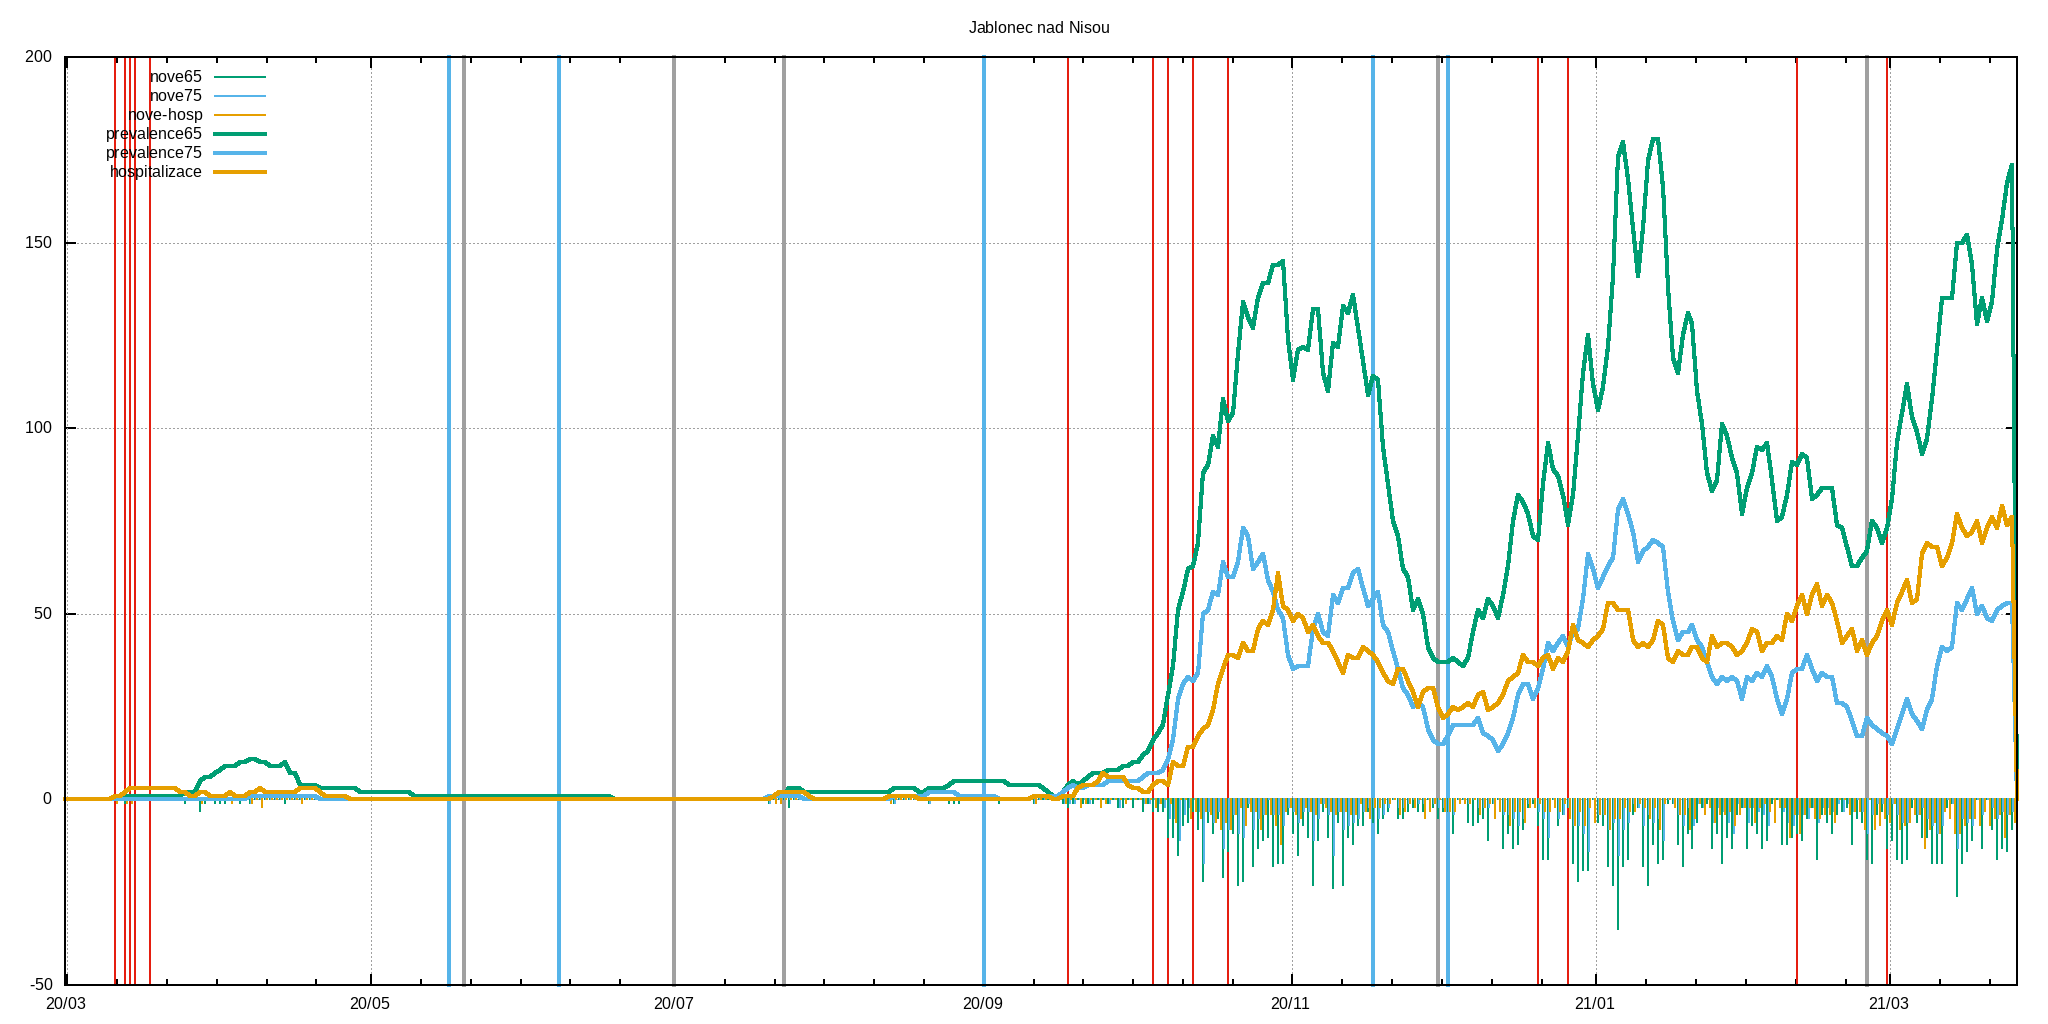 Jablonec nad Nisou
200
150
100
50
0
-50
nove65
nove75
nove-hosp
prevalence65
prevalence75
hospitalizace
20/03 20/05 20/07 20/09 20/11 21/01 21/03